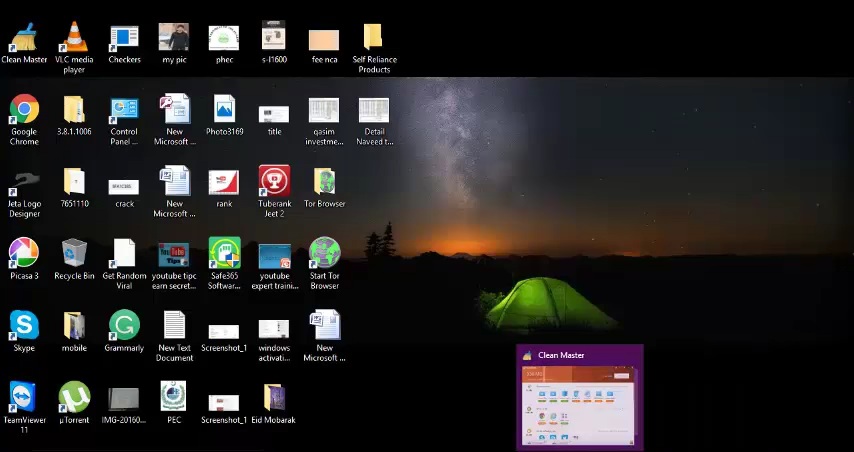 Clean Master
VLC media
player
Checkers
my pic
phec
s-l1600
fee nca
Self Reliance
Products
Google
Chrome
3.8.1.1006
Control
Panel ...
New
Microsoft ...
Photo3169
title
qasim
investme...
Detail
Naveed t...
Jeta Logo
Designer
7651110
crack
New
Microsoft ...
rank
Tuberank
Jeet 2
Tor Browser
Picasa 3
Recycle Bin
Get Random
Viral
youtube tipc
earn secret...
Safe365
Softwar...
youtube
expert traini...
Start Tor
Browser
Skype
mobile
Grammarly
New Text
Document
Screenshot_1
windows
activati...
New
Microsoft ...
TeamViewer
11
µTorrent
IMG-20160...
PEC
Screenshot_1
Eid Mobarak
Clean Master